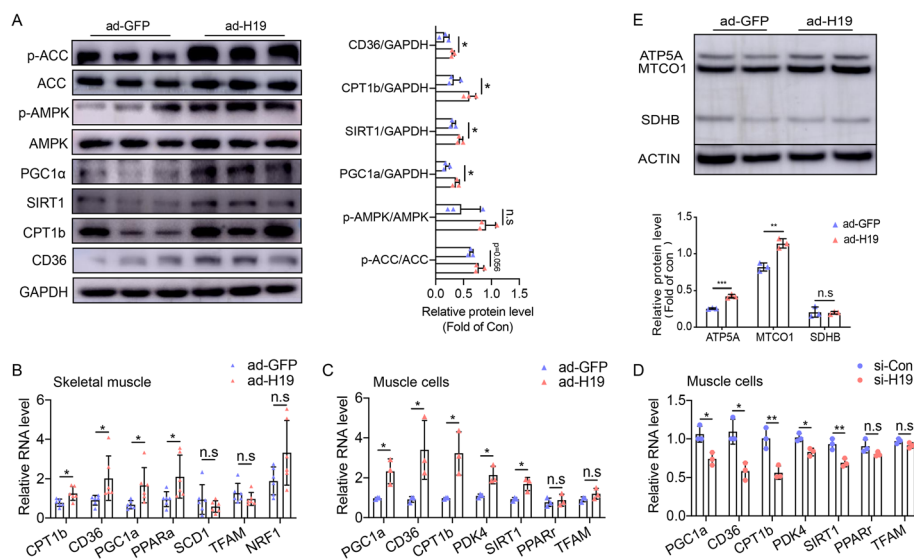 A
ad-GFP
ad-H19
p-ACC
ACC
p-AMPK
AMPK
PGC1α
SIRT1
CPT1b
CD36
GAPDH
CD36/GAPDH
*
CPT1b/GAPDH
*
SIRT1/GAPDH
*
PGC1a/GAPDH
*
p-AMPK/AMPK
n.s
p-ACC/ACC
p=0.056
0.0 0.5 1.0 1.5
Relative protein level
(Fold of Con)
E
ad-GFP
ad-H19
ATP5A
MTCO1
SDHB
ACTIN
Relative protein level
(Fold of con)
1.5
1.0
0.5
0.0
ad-GFP
ad-H19
***
**
n.s
ATP5A MTCO1 SDHB
B
Skeletal muscle
ad-GFP
ad-H19
Relative RNA level
6
4
2
0
* * * * n.s n.s n.s
CPT1b CD36 PGC1a PPARa SCD1 TFAM NRF1
C
Muscle cells
ad-GFP
ad-H19
Relative RNA level
6
4
2
0
* * * * * n.s n.s
PGC1a CD36 CPT1b PDK4 SIRT1 PPARr TFAM
D
Muscle cells
si-Con
si-H19
Relative RNA level
1.5
1.0
0.5
0.0
* * ** * ** n.s n.s
PGC1a CD36 CPT1b PDK4 SIRT1 PPARr TFAM